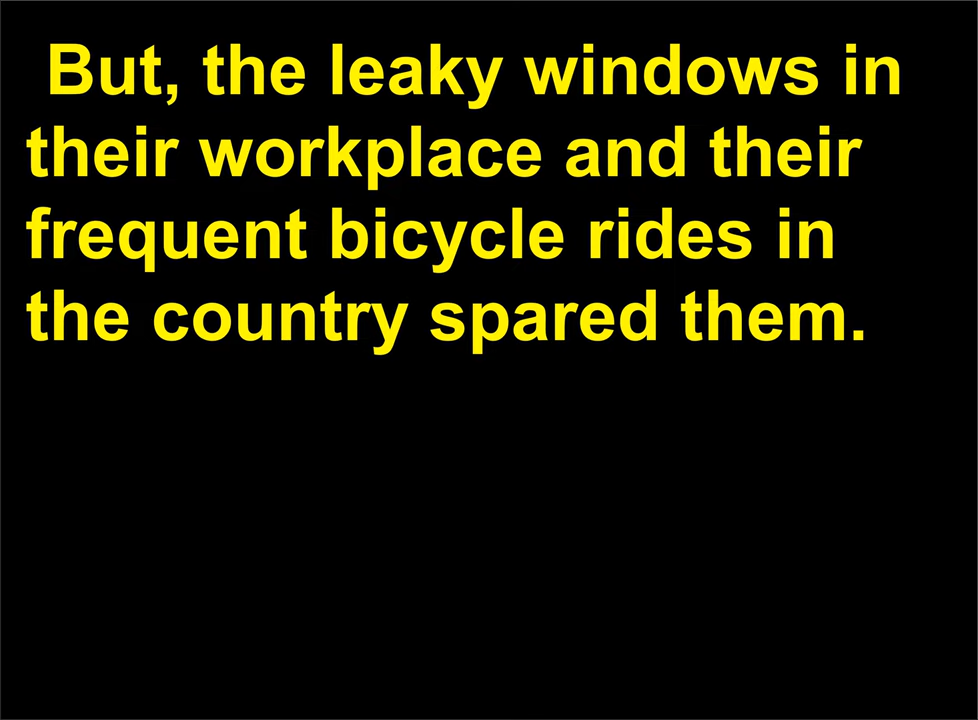 But, the leaky windows in
their workplace and their
frequent bicycle rides in
the country spared them.